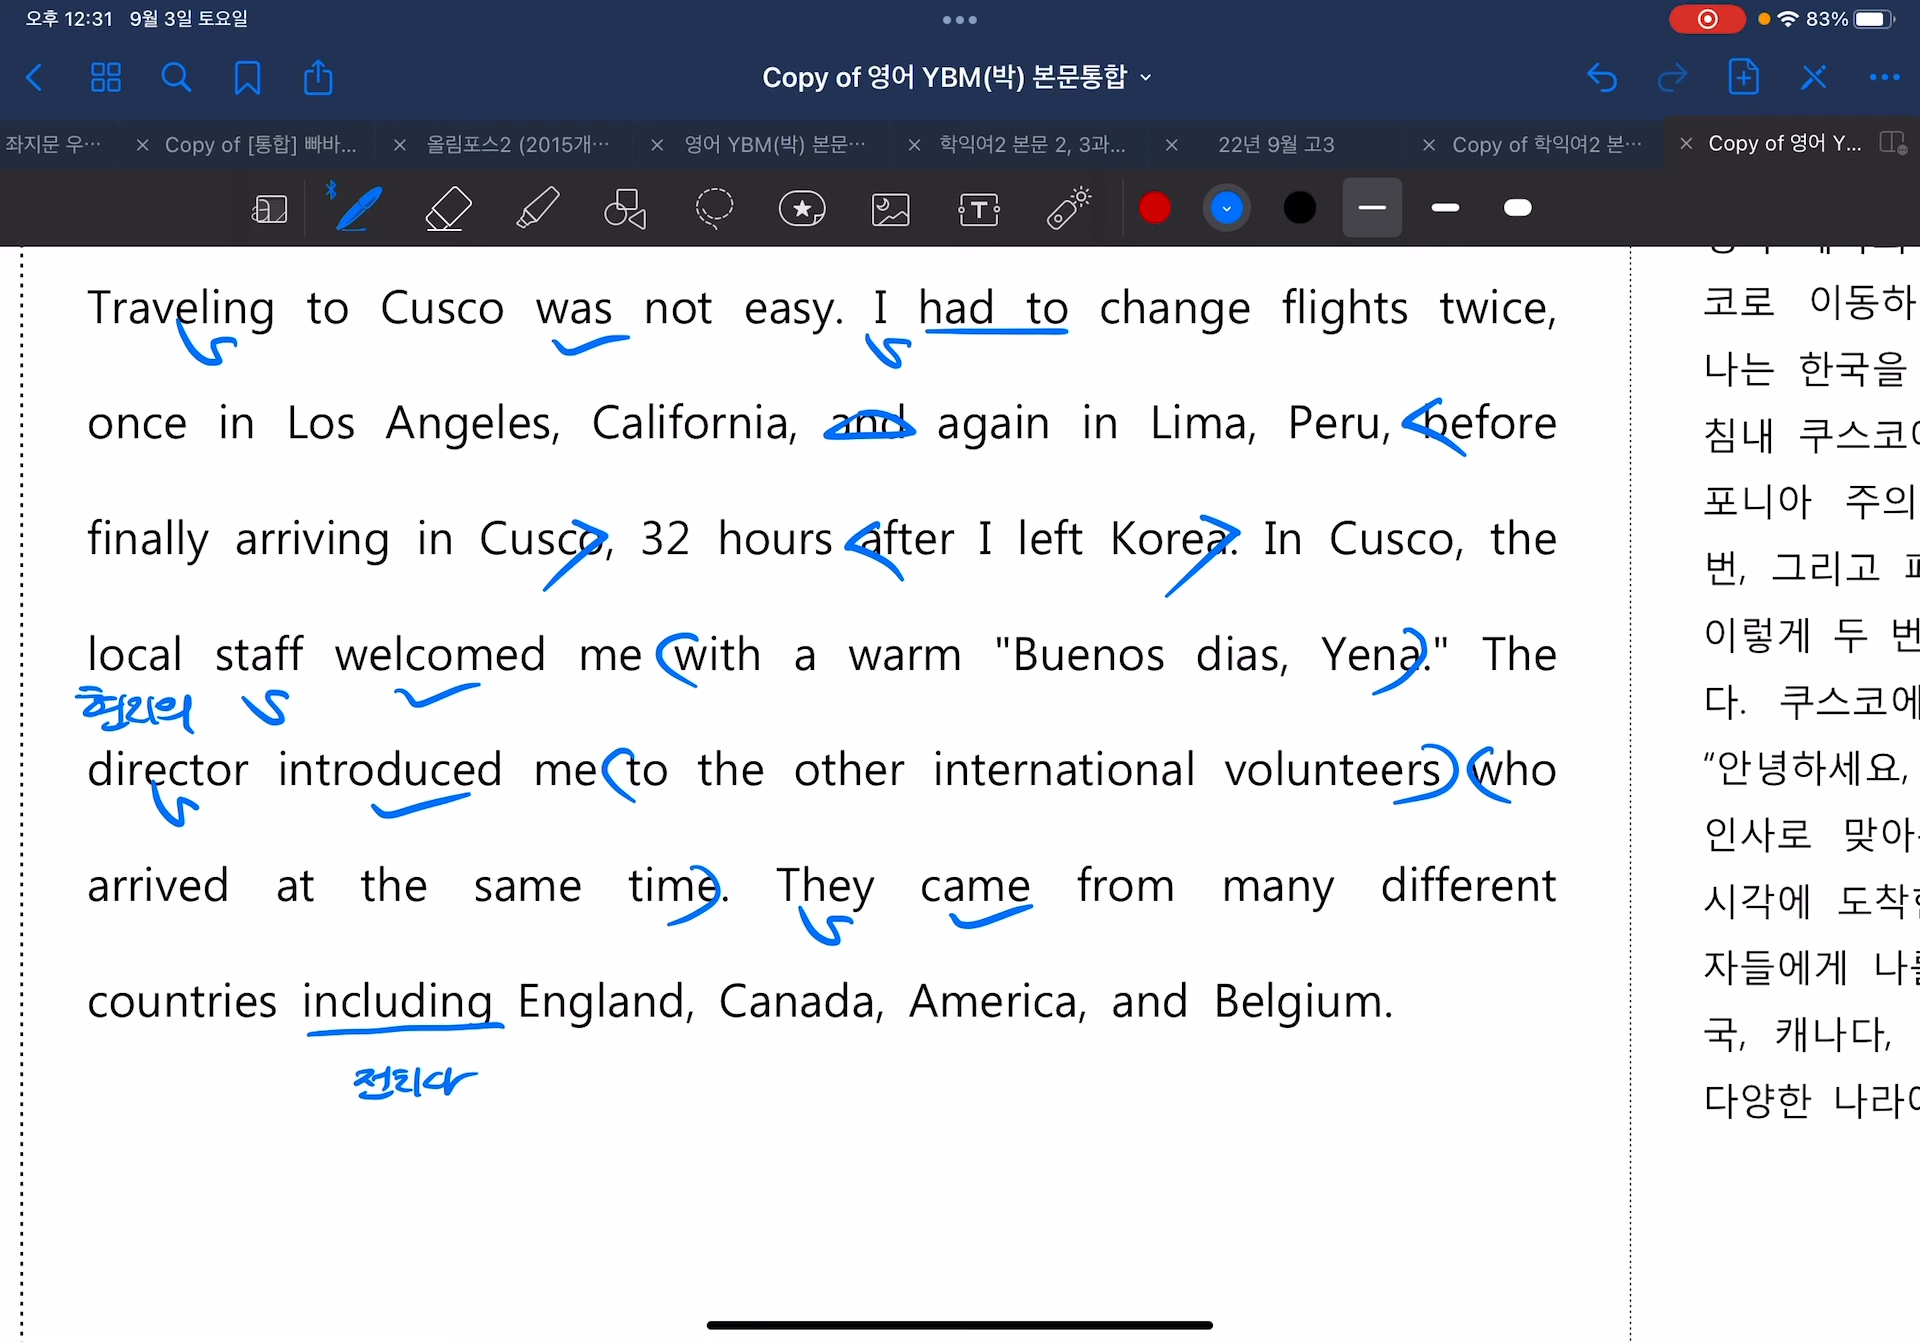 오후 12:31 9월 3일 토요일
83%
Copy of 영어 YBM(박) 본문통합
좌지문 우…
Copy of [통합] 빠바...
올림포스2 (2015개…
영어 YBM(박) 본문…
학익여2 본문 2, 3과...
22년 9월 고3
Copy of 학익여2 본…
Copy of 영어 Y...
Traveling to Cusco was not easy. I had to change flights twice,
once in Los Angeles, California, and again in Lima, Peru, before
finally arriving in Cusco, 32 hours after I left Korea. In Cusco, the
local staff welcomed me with a warm "Buenos dias, Yena." The
현지의
director introduced me to the other international volunteers who
arrived at the same time. They came from many different
countries including England, Canada, America, and Belgium.
전치사
코로 이동하
나는 한국을
침내 쿠스코에
포니아 주의
번, 그리고
이렇게 두 번
다. 쿠스코에
“안녕하세요,
인사로 맞아
시각에 도착한
자들에게 나를
국, 캐나다,
다양한 나라에